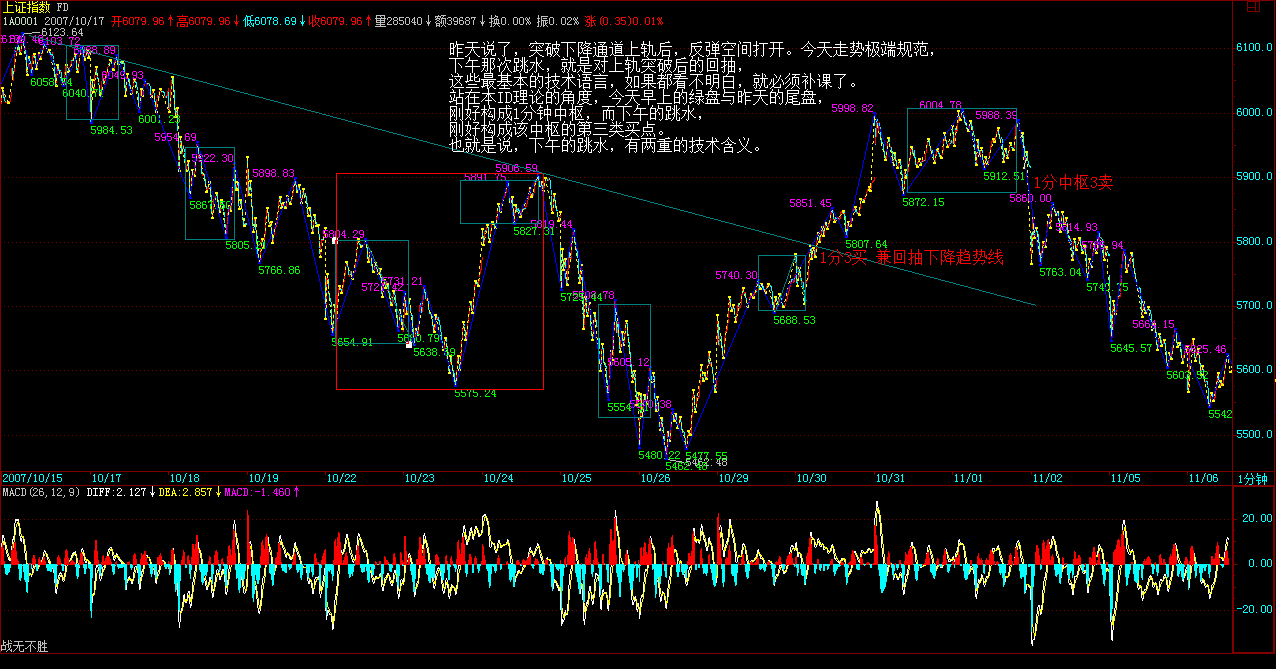 上证指数 FD
1A0001 2007/10/17 开6079.98↑高6079.98↓低6078.69↓收6079.98↑量285040↓额39687↓换0.00% 振0.02% 涨(0.35)0.01%
6123.64
昨天说了，突破下降通道上轨后，反弹空间打开。今天走势极端规范，
下午那次跳水，就是对上轨突破后的回抽，
这些最基本的技术语言，如果都看不明白，就必须补课了。
站在本ID理论的角度，今天早上的绿盘与昨天的尾盘，
刚好构成1分钟中枢，而下午的跳水，
刚好构成该中枢的第三类买点。
也就是说，下午的跳水，有两重的技术含义。
6100.0
6000.0
5900.0
5800.0
5700.0
5600.0
5500.0
5984.53
5922.30
5898.83
5766.86
5654.91
5575.24
5906.59
5827.31
5740.30
5688.53
5851.45
5807.64
5998.82
5872.15
6004.78
5988.39
5912.51
1分中枢3卖
5860.00
1分3买 兼回抽下降趋势线
5763.04
5645.57
5480.22
5542
2007/10/15 10/17 10/18 10/19 10/22 10/23 10/24 10/25 10/26 10/29 10/30 10/31 11/01 11/02 11/05 11/06 1分钟
MACD(26,12,9) DIFF:2.127↓DEA:2.857↓MACD:-1.460↑
20.00
0.00
-20.00
战无不胜